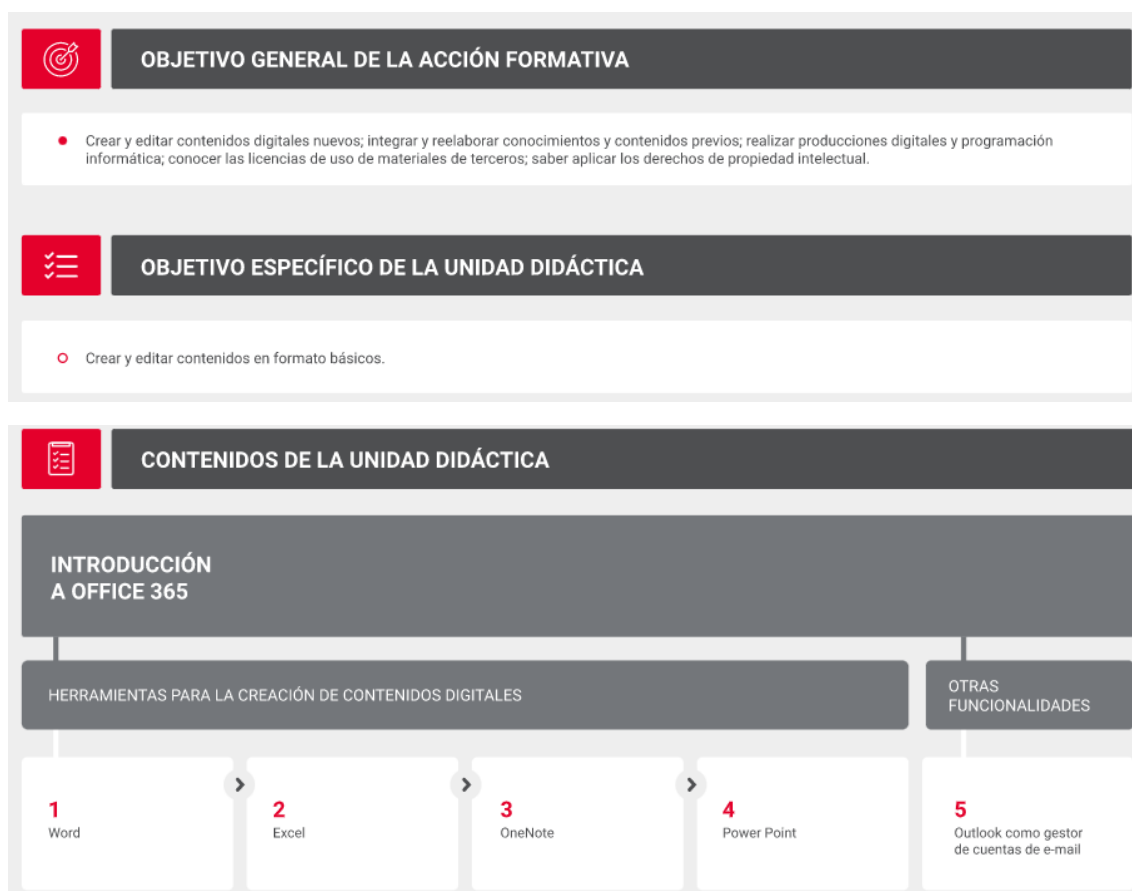 OBJETIVO GENERAL DE LA ACCIÓN FORMATIVA
Crear y editar contenidos digitales nuevos; integrar y reelaborar conocimientos y contenidos previos; realizar producciones digitales y programación
informática; conocer las licencias de uso de materiales de terceros; saber aplicar los derechos de propiedad intelectual.
OBJETIVO ESPECÍFICO DE LA UNIDAD DIDÁCTICA
Crear y editar contenidos en formato básicos.
CONTENIDOS DE LA UNIDAD DIDÁCTICA
INTRODUCCIÓN
A OFFICE 365
HERRAMIENTAS PARA LA CREACIÓN DE CONTENIDOS DIGITALES
OTRAS
FUNCIONALIDADES
1
Word
2
Excel
3
OneNote
4
Power Point
5
Outlook como gestor
de cuentas de e-mail